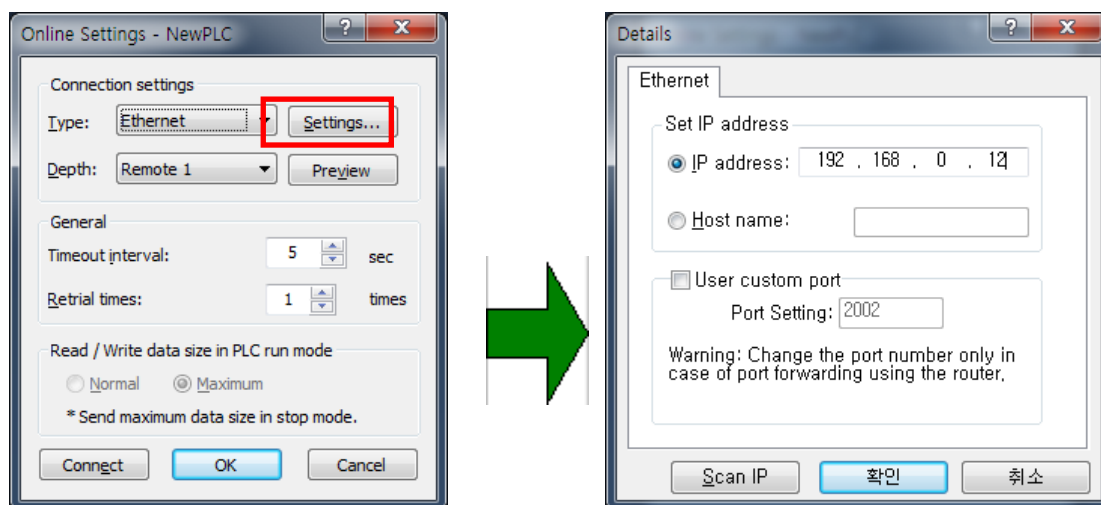 Online Settings - NewPLC
Connection settings
Type: Ethernet Settings...
Depth: Remote 1 Preview
General
Timeout interval: 5 sec
Retrial times: 1 times
Read / Write data size in PLC run mode
Normal Maximum
* Send maximum data size in stop mode.
Connect OK Cancel
Details
Ethernet
Set IP address
IP address: 192 . 168 . 0 . 12
Host name:
User custom port
Port Setting: 2002
Warning: Change the port number only in
case of port forwarding using the router.
Scan IP 확인 취소